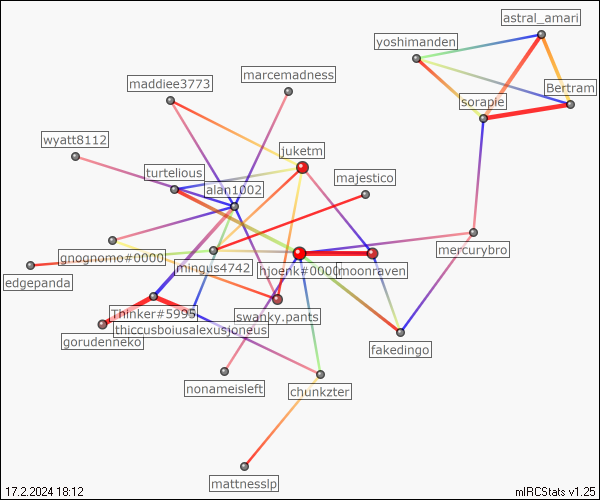 astral_amari
yoshimanden
marcemadness
maddiee3773
Bertram
sorapie
wyatt8112
juketm
turtelious
majestico
alan1002
mercurybro
gnognomo#0000
mingus4742
hjoenk#0000
moonraven
edgepanda
Thinker#5995
swanky.pants
thiccusboiusalexusjoneus
gorudenneko
fakedingo
nonameisleft
chunkzter
mattnesslp
17.2.2024 18:12
mIRCStats v1.25